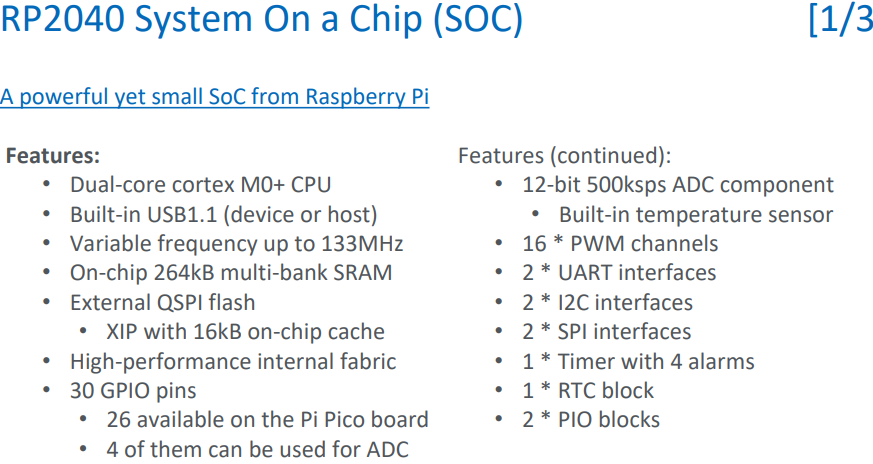 RP2040 System On a Chip (SOC) [1/3
A powerful yet small SoC from Raspberry Pi
Features:
• Dual-core cortex M0+ CPU
• Built-in USB1.1 (device or host)
• Variable frequency up to 133MHz
• On-chip 264kB multi-bank SRAM
• External QSPI flash
• XIP with 16kB on-chip cache
• High-performance internal fabric
• 30 GPIO pins
• 26 available on the Pi Pico board
• 4 of them can be used for ADC
Features (continued):
• 12-bit 500ksps ADC component
• Built-in temperature sensor
• 16 * PWM channels
• 2 * UART interfaces
• 2 * I2C interfaces
• 2 * SPI interfaces
• 1 * Timer with 4 alarms
• 1 * RTC block
• 2 * PIO blocks